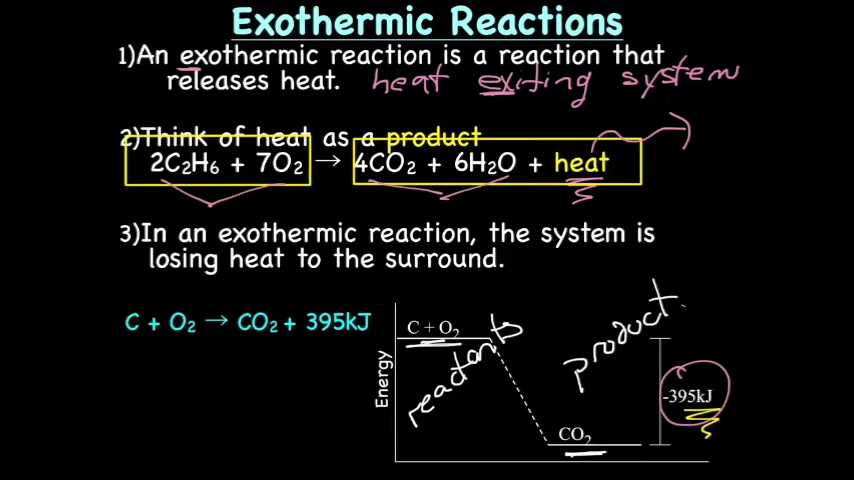 Exothermic Reactions
1)An exothermic reaction is a reaction that
releases heat. heat exiting system
2)Think of heat as a product
2C₂H₆ + 7O₂ → 4CO₂ + 6H₂O + heat
3)In an exothermic reaction, the system is
losing heat to the surround.
C + O₂ → CO₂ + 395kJ
Energy
C + O₂
reactants
product
-395kJ
CO₂